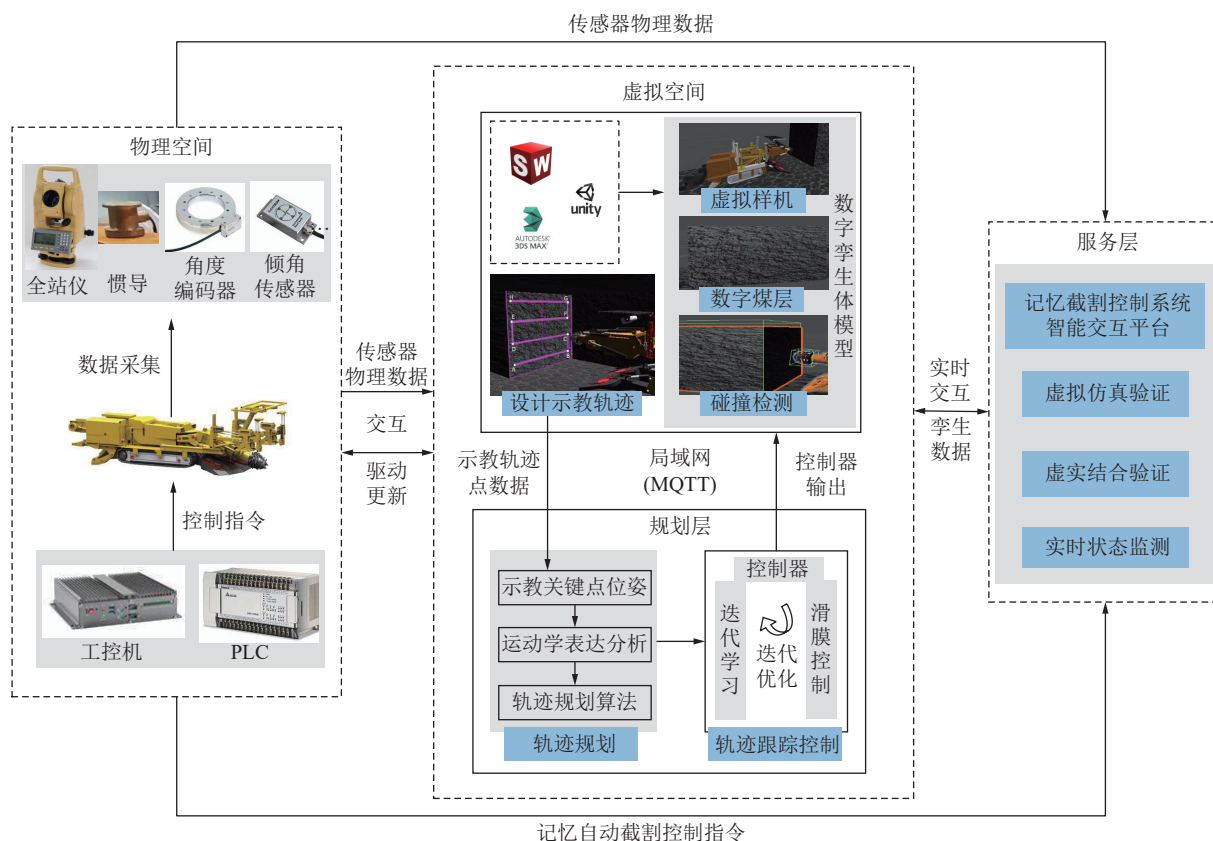 传感器物理数据
物理空间
全站仪
惯导
角度
编码器
倾角
传感器
数据采集
控制指令
工控机
PLC
传感器
物理数据
交互
驱动
更新
虚拟空间
SW
unity
AUTODESK
3DS MAX
设计示教轨迹
虚拟样机
数字煤层
碰撞检测
数字孪生体模型
示教轨迹
点数据
局域网
(MQTT)
控制器
输出
规划层
示教关键点位姿
运动学表达分析
轨迹规划算法
轨迹规划
控制器
迭代学习
迭代
优化
滑膜控制
轨迹跟踪控制
实时
交互
孪生
数据
服务层
记忆截割控制系统
智能交互平台
虚拟仿真验证
虚实结合验证
实时状态监测
记忆自动截割控制指令